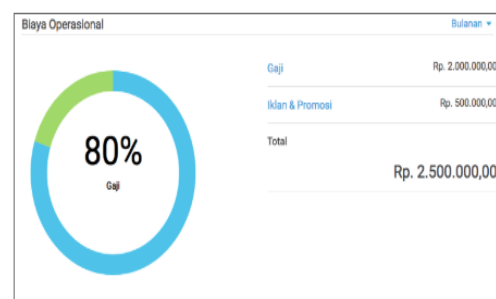 Biaya Operasional
Bulanan
80%
Gaji
Gaji Rp. 2.000.000,00
Iklan & Promosi Rp. 500.000,00
Total
Rp. 2.500.000,00